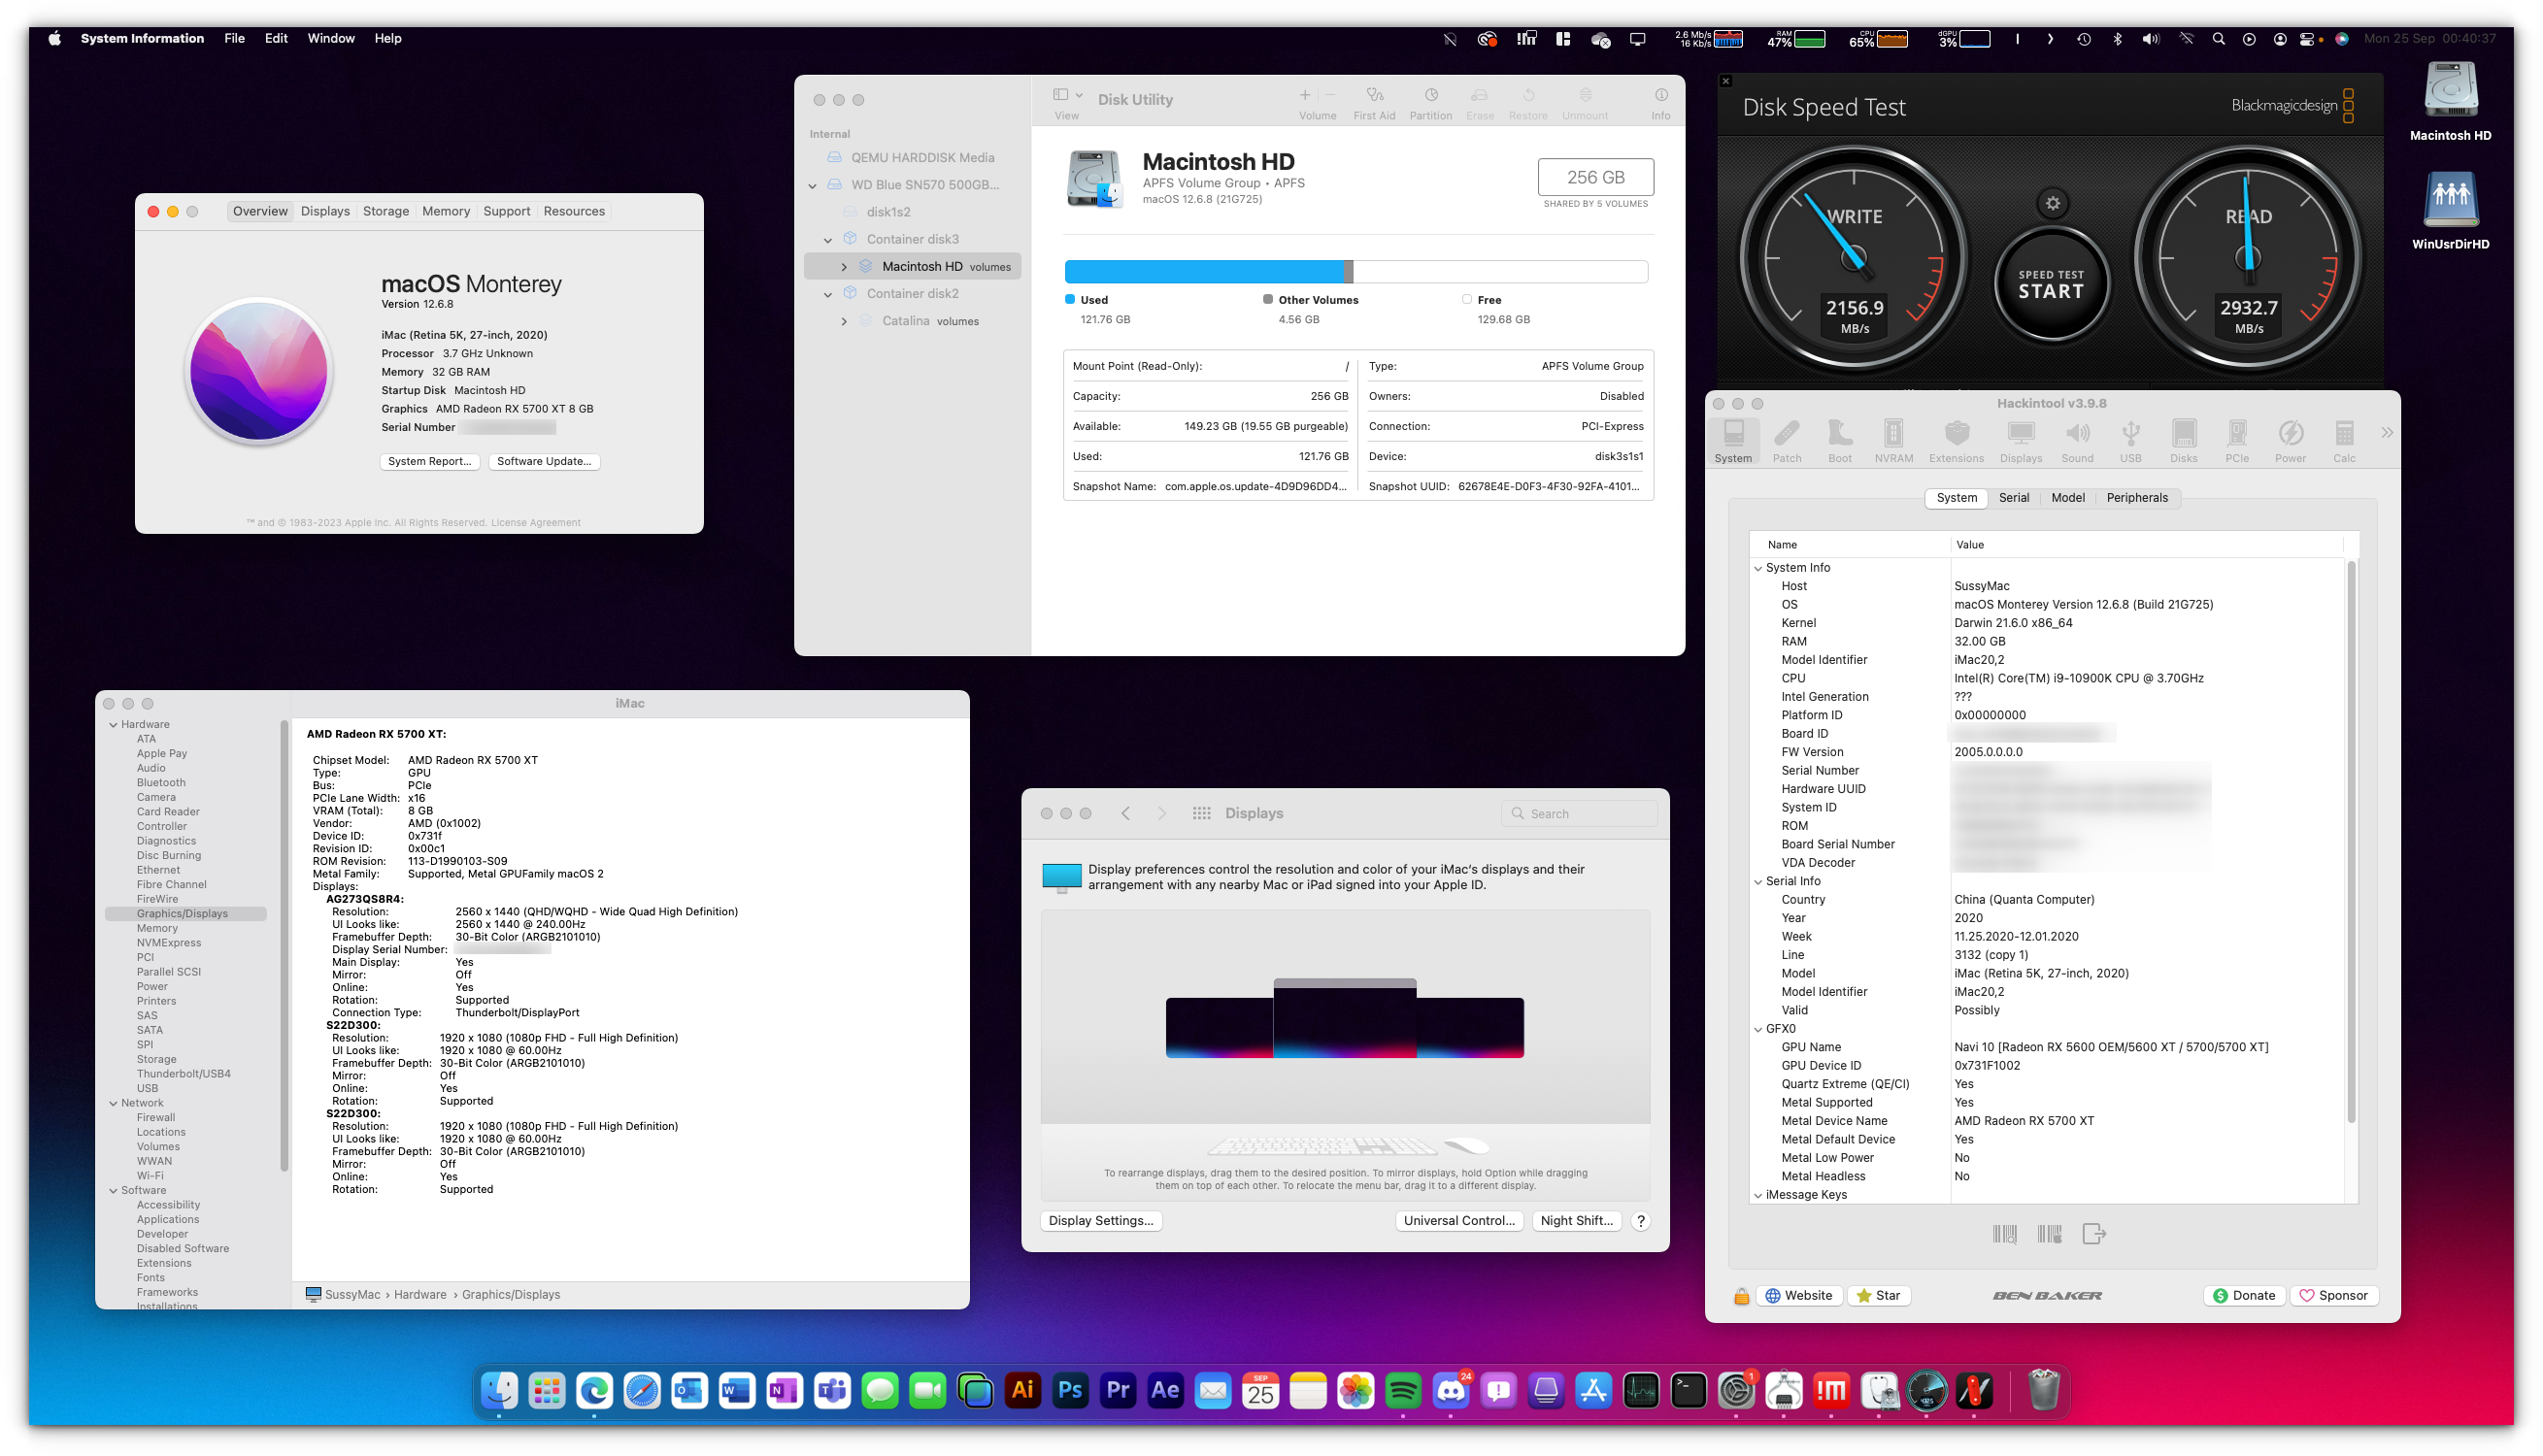 System Information File Edit Window Help
2.6 Mb/s
16 Kb/s
RAM
47%
CPU
65%
dGPU
3%
Mon 25 Sep 00:40:37
Macintosh HD
WinUsrDirHD
Overview Displays Storage Memory Support Resources
macOS Monterey
Version 12.6.8
iMac (Retina 5K, 27-inch, 2020)
Processor 3.7 GHz Unknown
Memory 32 GB RAM
Startup Disk Macintosh HD
Graphics AMD Radeon RX 5700 XT 8 GB
Serial Number
System Report... Software Update...
™ and © 1983-2023 Apple Inc. All Rights Reserved. License Agreement
Internal
QEMU HARDDISK Media
WD Blue SN570 500GB...
disk1s2
Container disk3
Macintosh HD volumes
Container disk2
Catalina volumes
Disk Utility
View
Volume First Aid Partition Erase Restore Unmount Info
Macintosh HD
APFS Volume Group • APFS
macOS 12.6.8 (21G725)
256 GB
SHARED BY 5 VOLUMES
Used
121.76 GB
Other Volumes
4.56 GB
Free
129.68 GB
Mount Point (Read-Only): /
Type: APFS Volume Group
Capacity: 256 GB
Owners: Disabled
Available: 149.23 GB (19.55 GB purgeable)
Connection: PCI-Express
Used: 121.76 GB
Device: disk3s1s1
Snapshot Name: com.apple.os.update-4D9D96DD4...
Snapshot UUID: 62678E4E-D0F3-4F30-92FA-4101...
Disk Speed Test
Blackmagicdesign
WRITE
2156.9
MB/s
SPEED TEST
START
READ
2932.7
MB/s
iMac
Hardware
ATA
Apple Pay
Audio
Bluetooth
Camera
Card Reader
Controller
Diagnostics
Disc Burning
Ethernet
Fibre Channel
FireWire
Graphics/Displays
Memory
NVMExpress
PCI
Parallel SCSI
Power
Printers
SAS
SATA
SPI
Storage
Thunderbolt/USB4
USB
Network
Firewall
Locations
Volumes
WWAN
Wi-Fi
Software
Accessibility
Applications
Developer
Disabled Software
Extensions
Fonts
Frameworks
Installations
AMD Radeon RX 5700 XT:
Chipset Model: AMD Radeon RX 5700 XT
Type: GPU
Bus: PCIe
PCIe Lane Width: x16
VRAM (Total): 8 GB
Vendor: AMD (0x1002)
Device ID: 0x731f
Revision ID: 0x00c1
ROM Revision: 113-D1990103-S09
Metal Family: Supported, Metal GPUFamily macOS 2
Displays:
AG273QS8R4:
Resolution: 2560 x 1440 (QHD/WQHD - Wide Quad High Definition)
UI Looks like: 2560 x 1440 @ 240.00Hz
Framebuffer Depth: 30-Bit Color (ARGB2101010)
Display Serial Number:
Main Display: Yes
Mirror: Off
Online: Yes
Rotation: Supported
Connection Type: Thunderbolt/DisplayPort
S22D300:
Resolution: 1920 x 1080 (1080p FHD - Full High Definition)
UI Looks like: 1920 x 1080 @ 60.00Hz
Framebuffer Depth: 30-Bit Color (ARGB2101010)
Mirror: Off
Online: Yes
Rotation: Supported
S22D300:
Resolution: 1920 x 1080 (1080p FHD - Full High Definition)
UI Looks like: 1920 x 1080 @ 60.00Hz
Framebuffer Depth: 30-Bit Color (ARGB2101010)
Mirror: Off
Online: Yes
Rotation: Supported
SussyMac › Hardware › Graphics/Displays
Displays
Search
Display preferences control the resolution and color of your iMac's displays and their
arrangement with any nearby Mac or iPad signed into your Apple ID.
To rearrange displays, drag them to the desired position. To mirror displays, hold Option while dragging
them on top of each other. To relocate the menu bar, drag it to a different display.
Display Settings... Universal Control... Night Shift... ?
Hackintool v3.9.8
System Patch Boot NVRAM Extensions Displays Sound USB Disks PCIe Power Calc
System Serial Model Peripherals
Name Value
System Info
Host SussyMac
OS macOS Monterey Version 12.6.8 (Build 21G725)
Kernel Darwin 21.6.0 x86_64
RAM 32.00 GB
Model Identifier iMac20,2
CPU Intel(R) Core(TM) i9-10900K CPU @ 3.70GHz
Intel Generation ???
Platform ID 0x00000000
Board ID
FW Version 2005.0.0.0.0
Serial Number
Hardware UUID
System ID
ROM
Board Serial Number
VDA Decoder
Serial Info
Country China (Quanta Computer)
Year 2020
Week 11.25.2020-12.01.2020
Line 3132 (copy 1)
Model iMac (Retina 5K, 27-inch, 2020)
Model Identifier iMac20,2
Valid Possibly
GFX0
GPU Name Navi 10 [Radeon RX 5600 OEM/5600 XT / 5700/5700 XT]
GPU Device ID 0x731F1002
Quartz Extreme (QE/CI) Yes
Metal Supported Yes
Metal Device Name AMD Radeon RX 5700 XT
Metal Default Device Yes
Metal Low Power No
Metal Headless No
iMessage Keys
Website Star BEN BAKER Donate Sponsor
Ai Ps Pr Ae
SEP
25
24
1